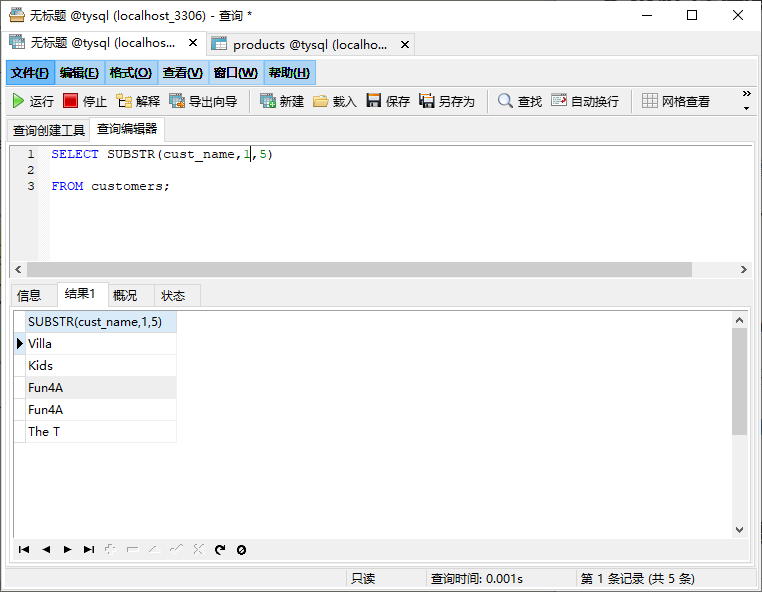 无标题 @tysql (localhost_3306) - 查询 *
无标题 @tysql (localhos... products @tysql (localho...
文件(F) 编辑(E) 格式(O) 查看(V) 窗口(W) 帮助(H)
运行 停止 解释 导出向导 新建 载入 保存 另存为 查找 自动换行 网格查看
查询创建工具 查询编辑器
1 SELECT SUBSTR(cust_name,1,5)
2
3 FROM customers;
信息 结果1 概况 状态
SUBSTR(cust_name,1,5)
Villa
Kids
Fun4A
Fun4A
The T
只读 查询时间: 0.001s 第 1 条记录 (共 5 条)